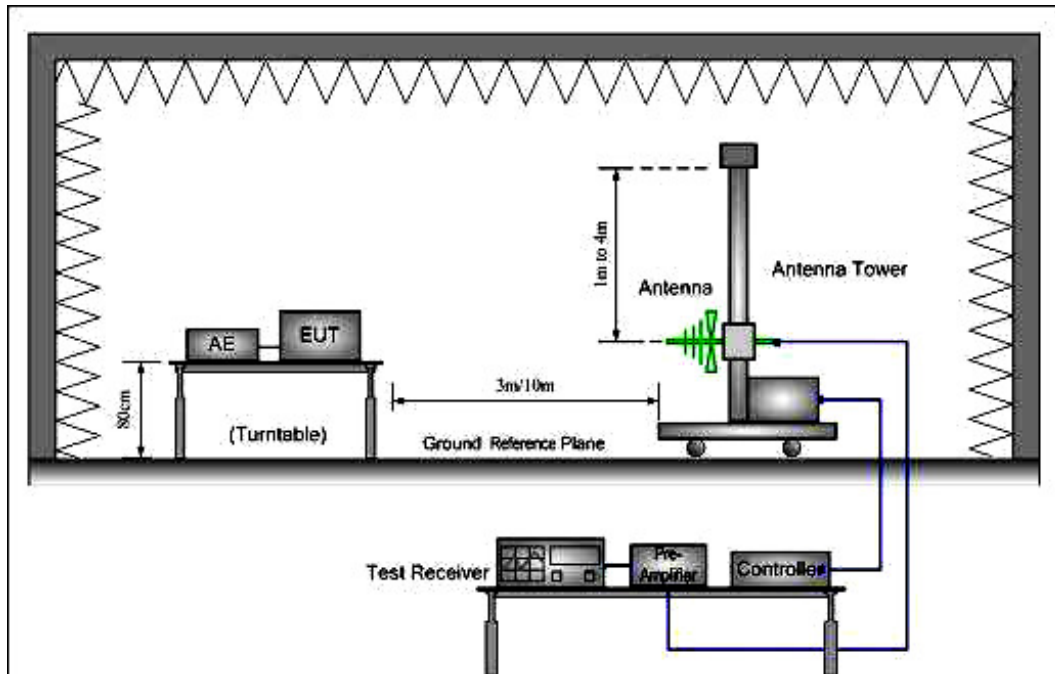 1m to 4m
Antenna Tower
Antenna
AE
EUT
80cm
3m/10m
(Turntable)
Ground Reference Plane
Test Receiver
Pre-
Amplifier
Controller